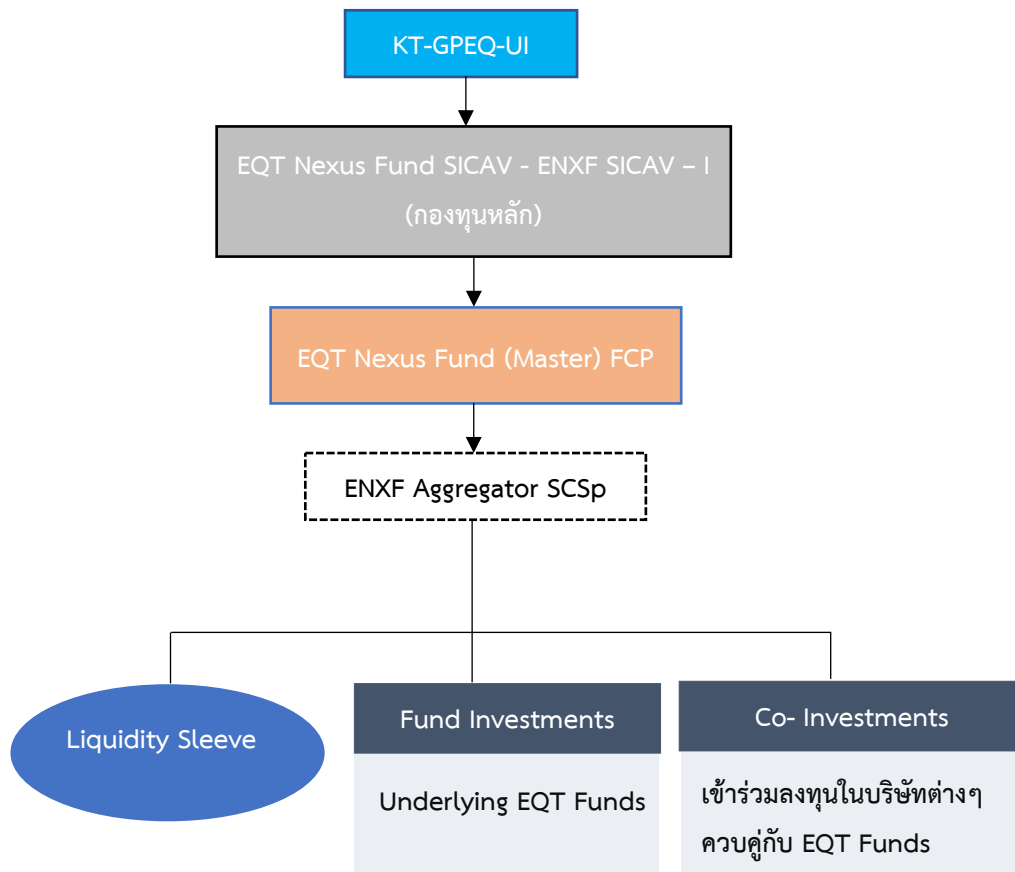 KT-GPEQ-UI
EQT Nexus Fund SICAV - ENXF SICAV – I
(กองทุนหลัก)
EQT Nexus Fund (Master) FCP
ENXF Aggregator SCSp
Liquidity Sleeve
Fund Investments
Underlying EQT Funds
Co- Investments
เข้าร่วมลงทุนในบริษัทต่างๆ
ควบคู่กับ EQT Funds